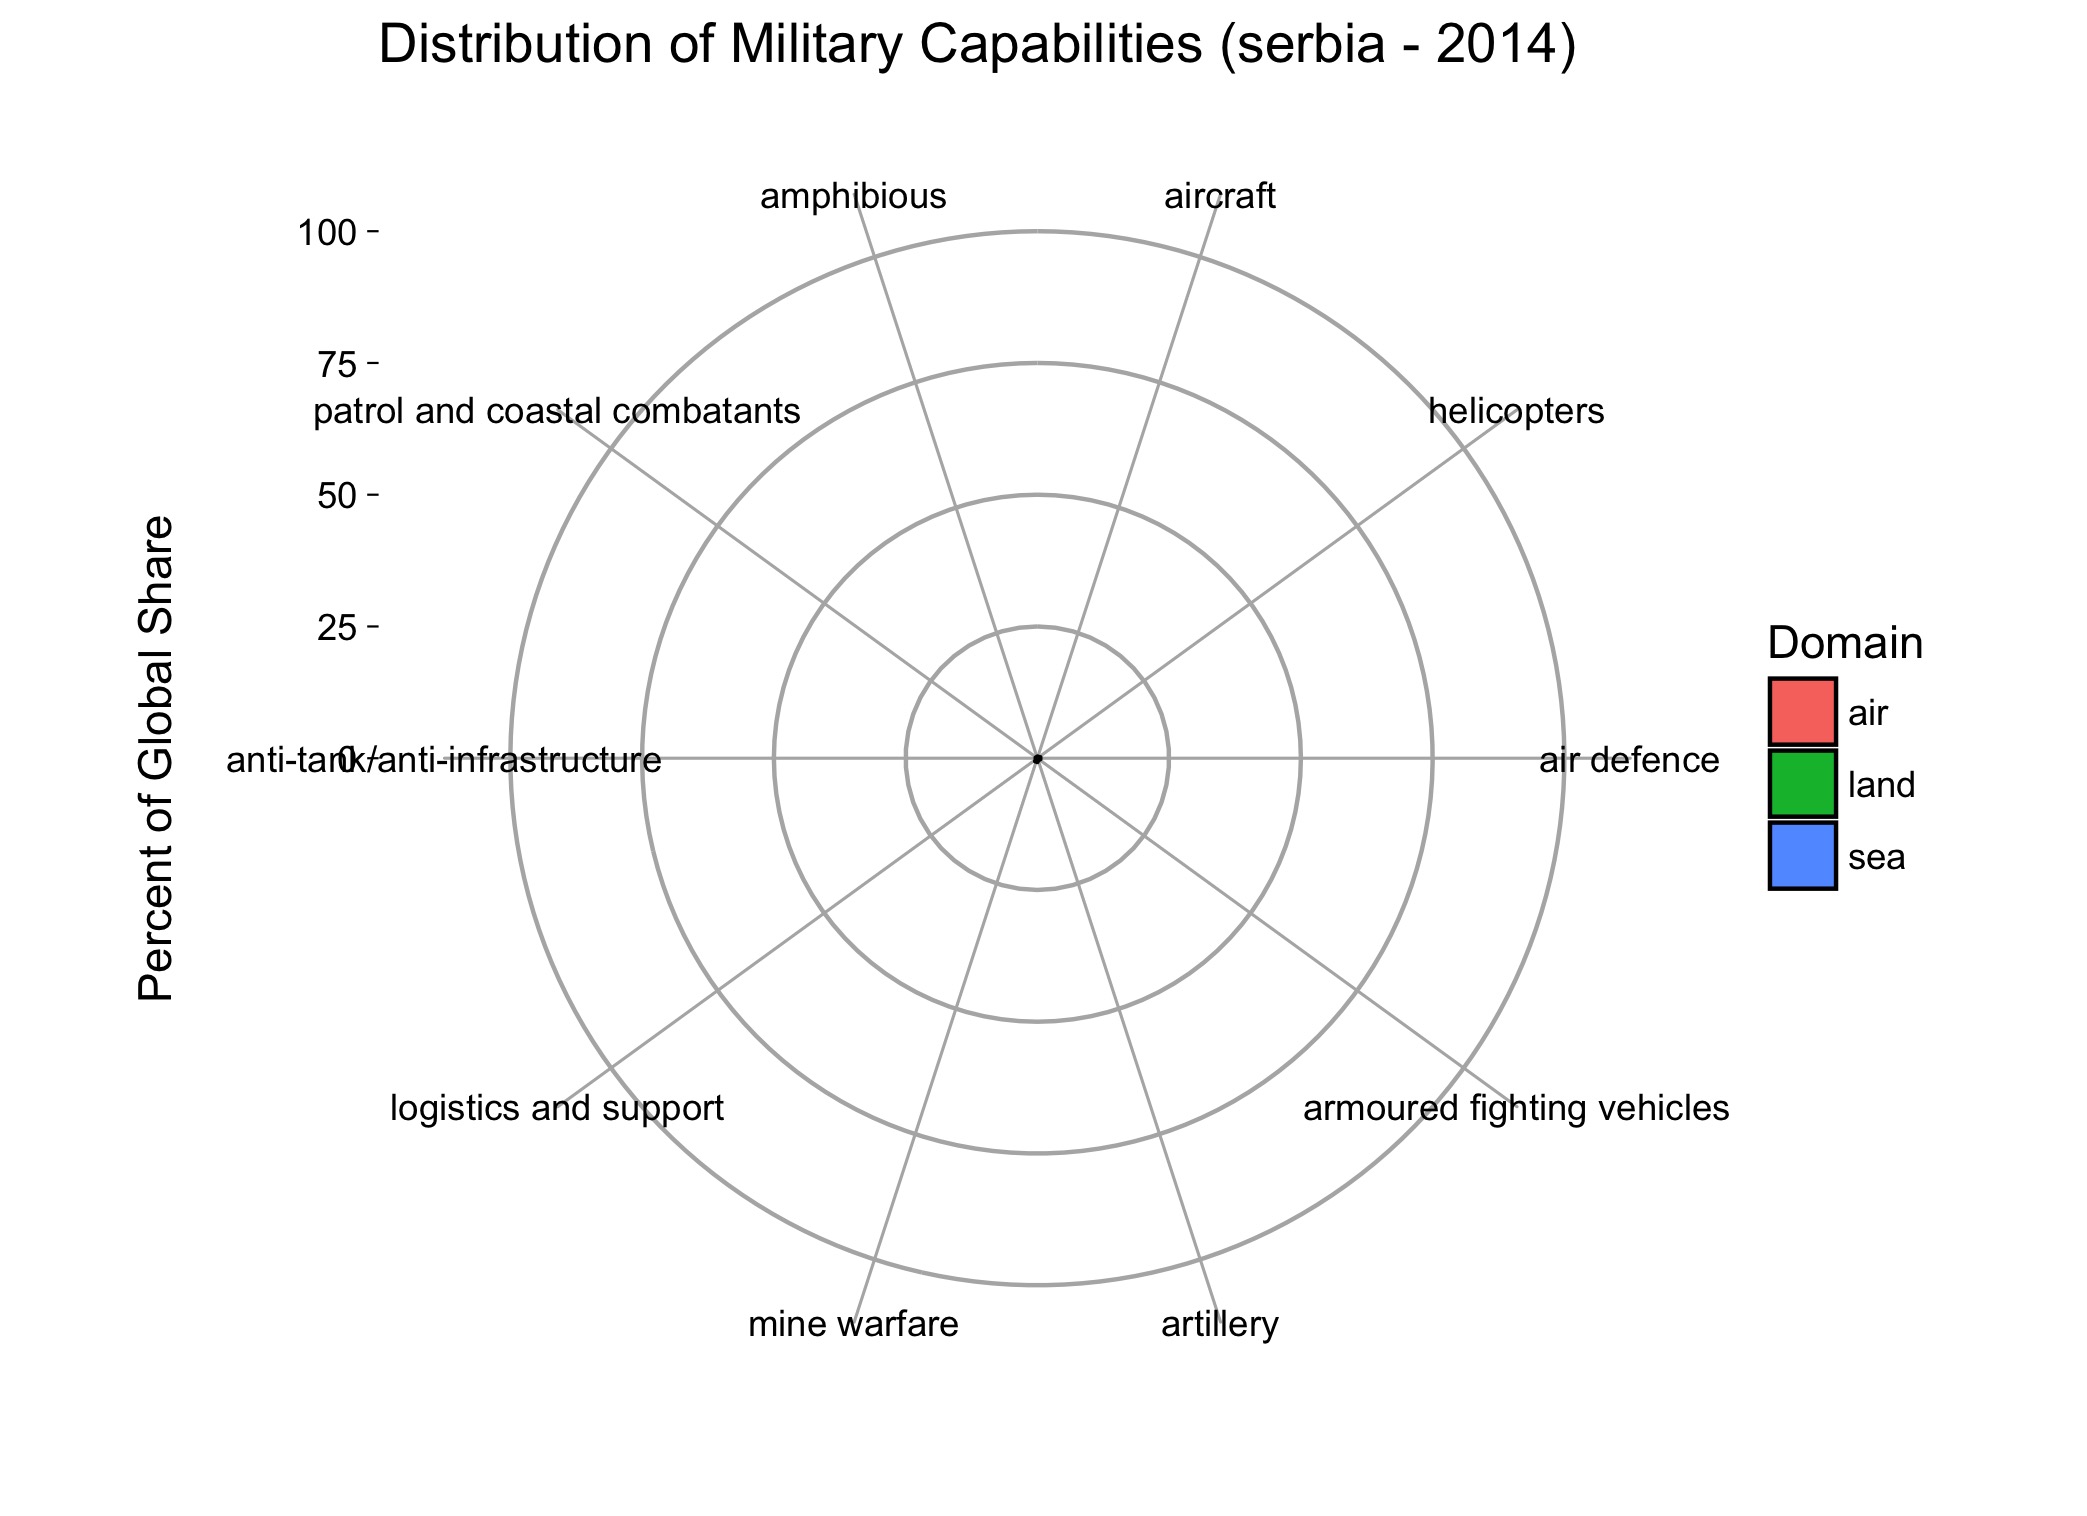 Distribution of Military Capabilities (serbia - 2014)
amphibious
aircraft
100
75
patrol and coastal combatants
helicopters
50
25
Percent of Global Share
anti-tank/anti-infrastructure
0
air defence
logistics and support
armoured fighting vehicles
mine warfare
artillery
Domain
air
land
sea